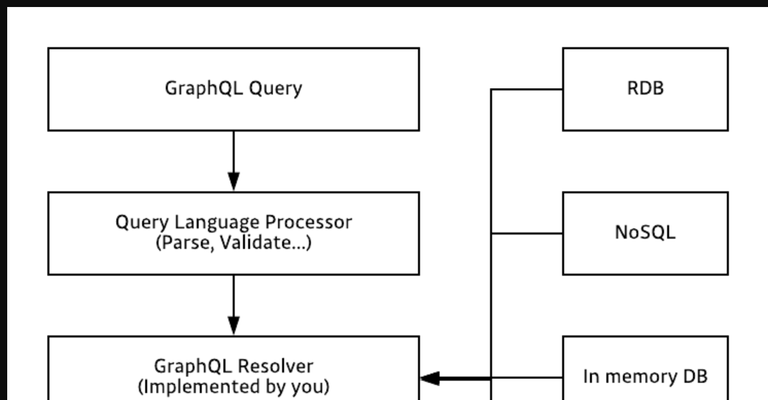 GraphQL Query
RDB
Query Language Processor
(Parse, Validate...)
NoSQL
GraphQL Resolver
(Implemented by you)
In memory DB